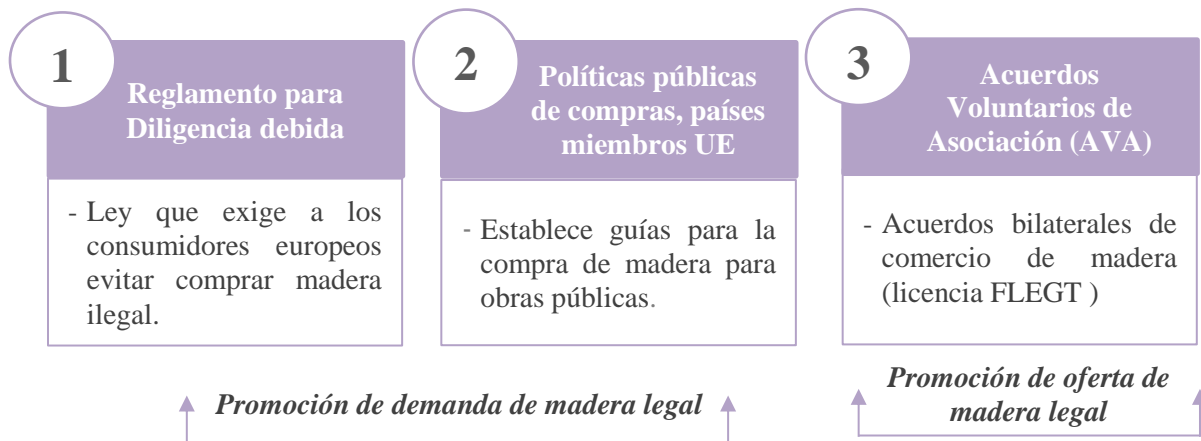 1
Reglamento para
Diligencia debida
- Ley que exige a los
consumidores europeos
evitar comprar madera
ilegal.
2
Políticas públicas
de compras, países
miembros UE
- Establece guías para la
compra de madera para
obras públicas.
3
Acuerdos
Voluntarios de
Asociación (AVA)
- Acuerdos bilaterales de
comercio de madera
(licencia FLEGT )
Promoción de demanda de madera legal
Promoción de oferta de
madera legal